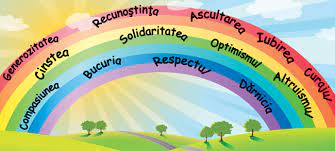 Generozitatea Recunoștința Ascultarea Iubirea Curajul
Cinstea Solidaritatea Optimismul Altruismul
Compasiunea Bucuria Respectul Dărnicia